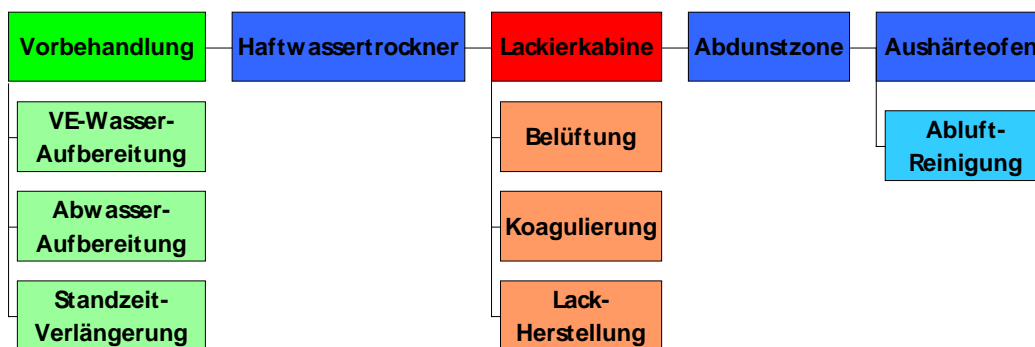 Vorbehandlung
Haftwassertrockner
Lackierkabine
Abdunstzone
Aushärteofen
VE-Wasser-
Aufbereitung
Abwasser-
Aufbereitung
Standzeit-
Verlängerung
Belüftung
Koagulierung
Lack-
Herstellung
Abluft-
Reinigung